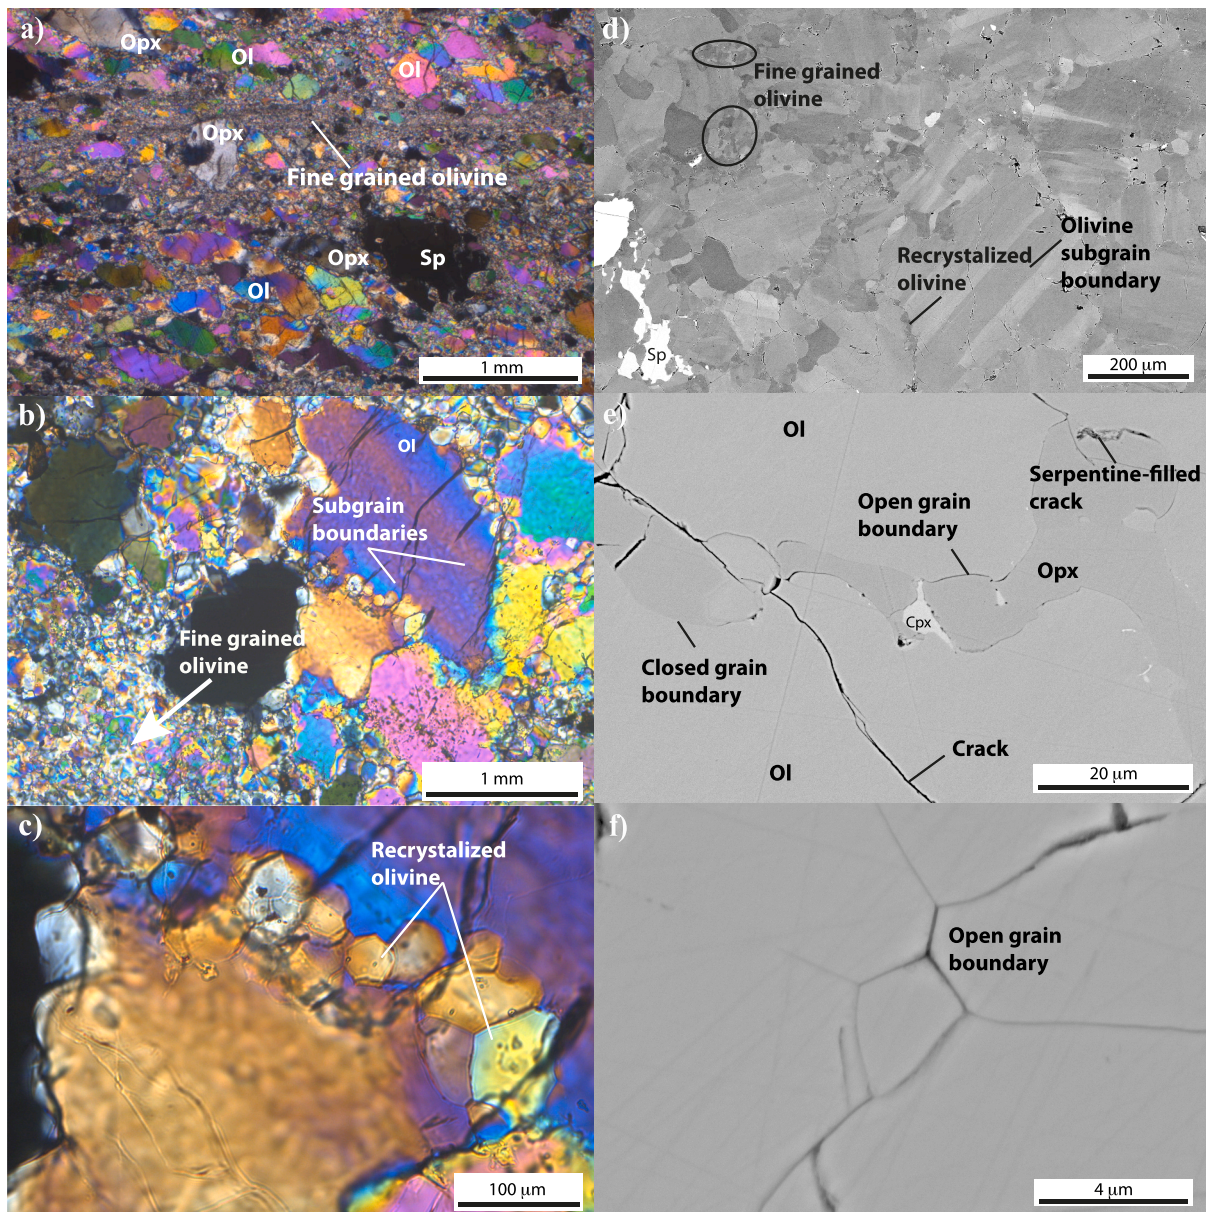 a)
Opx
Ol
Ol
Opx
Fine grained olivine
Opx
Sp
Ol
1 mm
b)
Ol
Subgrain
boundaries
Fine grained
olivine
1 mm
c)
Recrystalized
olivine
100 μm
d)
Fine grained
olivine
Recrystalized
olivine
Olivine
subgrain
boundary
Sp
200 μm
e)
Ol
Serpentine-filled
crack
Open grain
boundary
Opx
Cpx
Closed grain
boundary
Crack
Ol
20 μm
f)
Open grain
boundary
4 μm